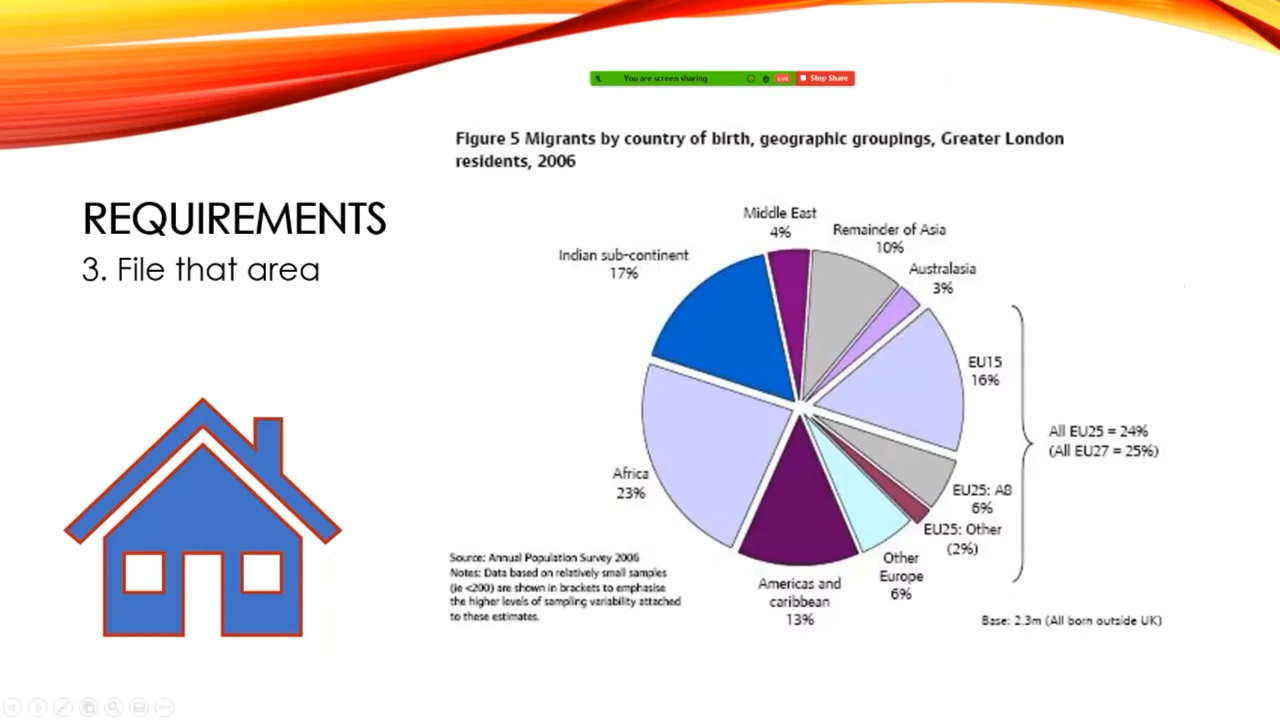 You are screen sharing
LIVE
Stop Share
Figure 5 Migrants by country of birth, geographic groupings, Greater London
residents, 2006
REQUIREMENTS
3. File that area
Middle East
4%
Remainder of Asia
10%
Indian sub-continent
17%
Australasia
3%
EU15
16%
All EU25 = 24%
(All EU27 = 25%)
Africa
23%
EU25: A8
6%
EU25: Other
(2%)
Other
Europe
6%
Americas and
caribbean
13%
Source: Annual Population Survey 2006
Notes: Data based on relatively small samples
(ie <200) are shown in brackets to emphasise
the higher levels of sampling variability attached
to these estimates.
Base: 2.3m (All born outside UK)